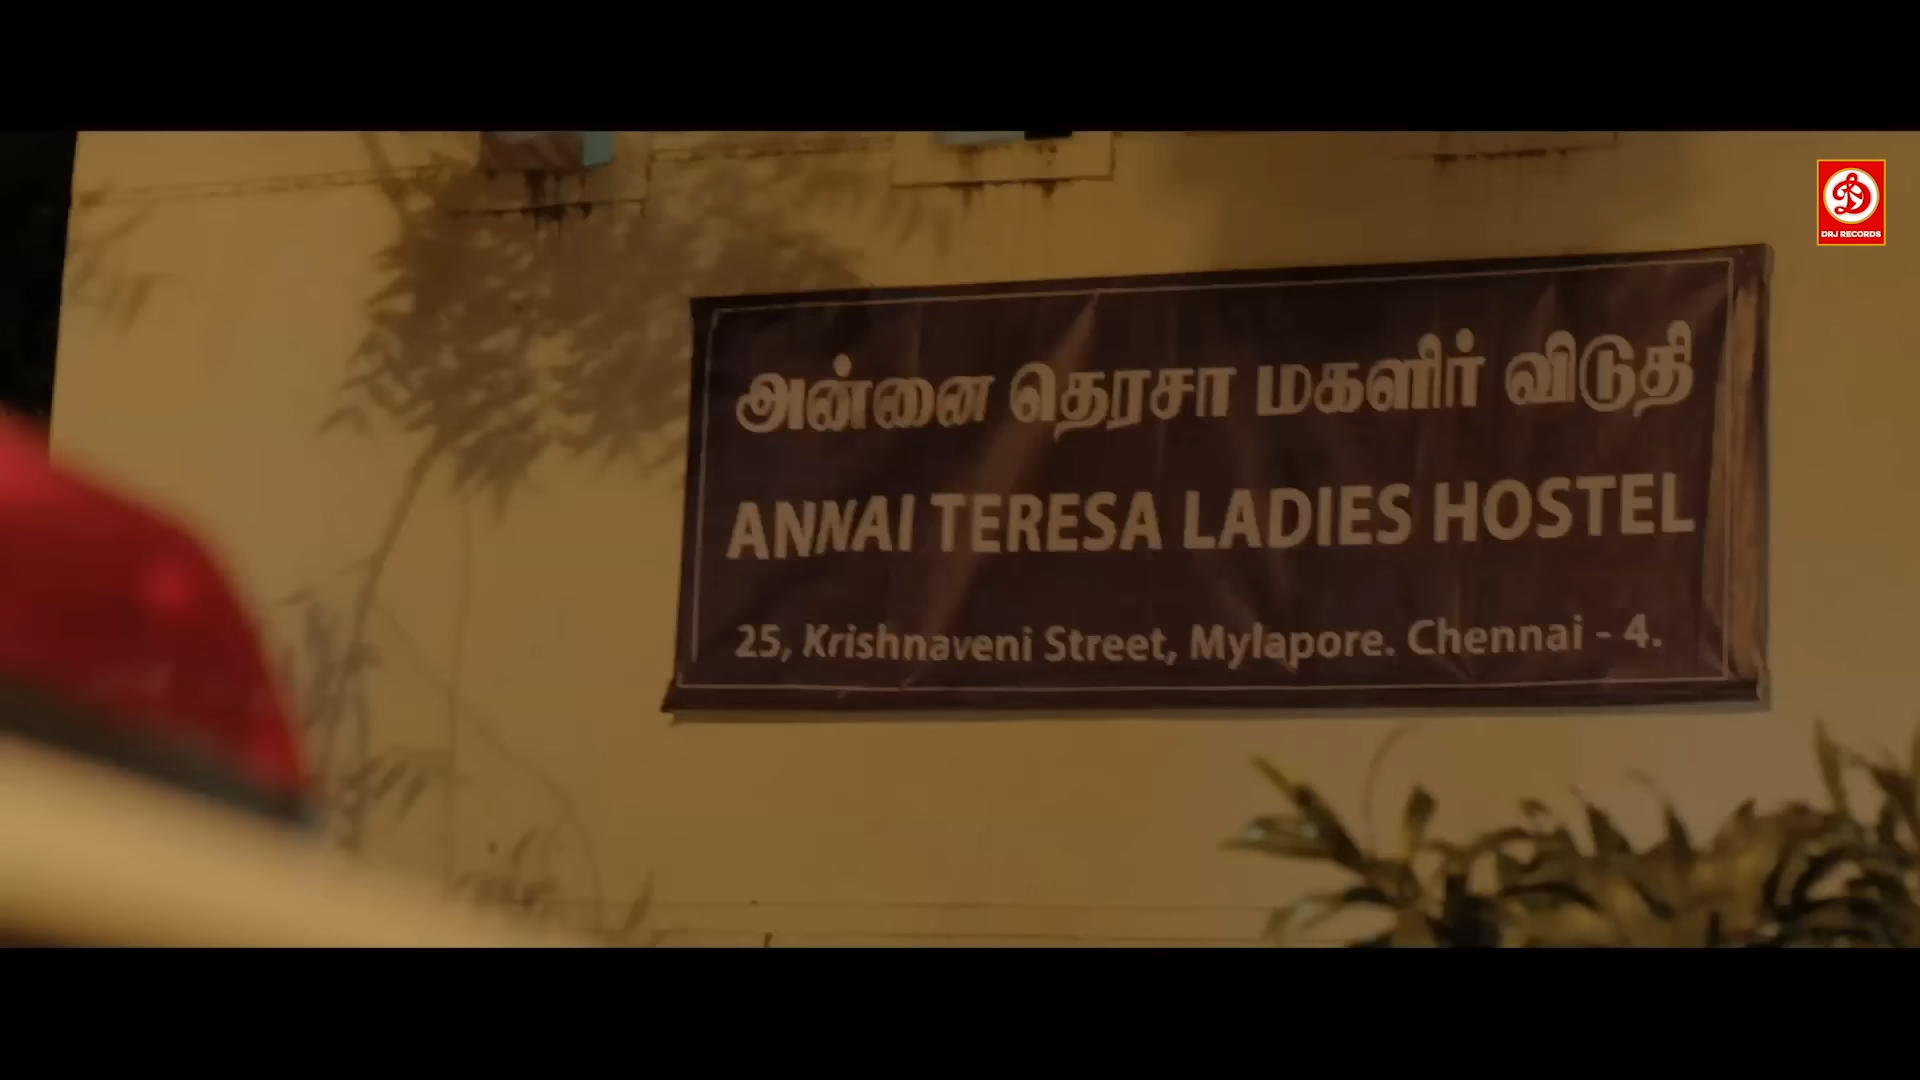 DRJ RECORDS
அன்னை தெரசா மகளிர் விடுதி
ANNAI TERESA LADIES HOSTEL
25, Krishnaveni Street, Mylapore. Chennai - 4.